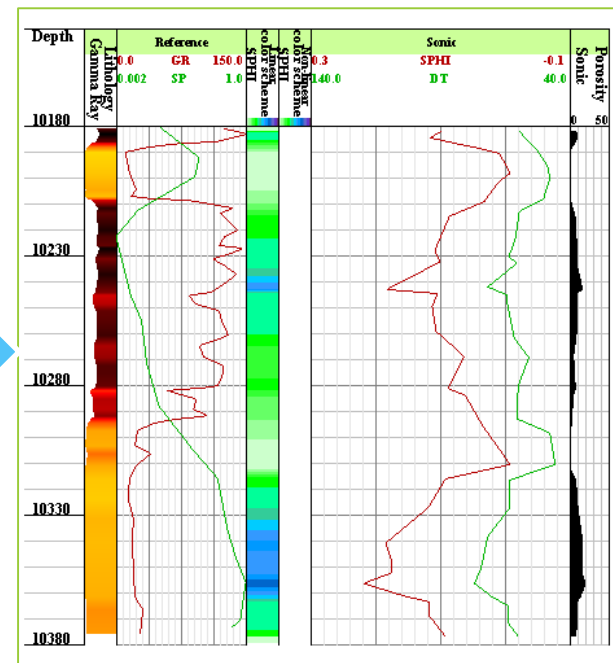 Depth
Lithology
Gamma Ray
Reference
0.0 GR 150.0
0.002 SP 1.0
SPHI
Linear
color scheme
SPHI
Non-linear
color scheme
Sonic
0.3 SPHI -0.1
140.0 DT 40.0
Porosity
Sonic
0 50
10180
10230
10280
10330
10380